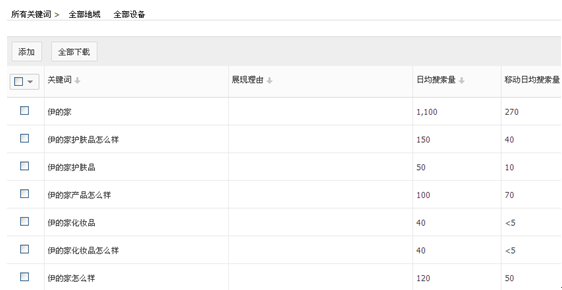 所有关键词 > 全部地域 全部设备
添加 全部下载
关键词 展现理由 日均搜索量 移动日均搜索量
伊的家 1,100 270
伊的家护肤品怎么样 150 40
伊的家护肤品 50 10
伊的家产品怎么样 100 70
伊的家化妆品 40 <5
伊的家化妆品怎么样 40 <5
伊的家怎么样 120 50